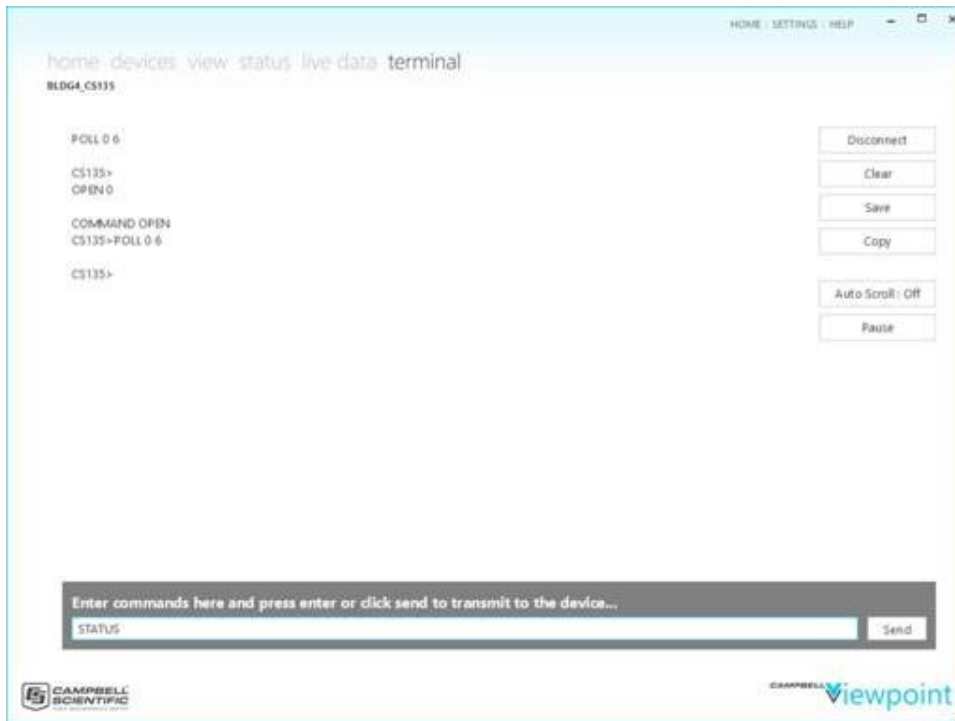 HOME : SETTINGS : HELP
home devices view status live data terminal
BLDG4_CS135
POLL 0 6
CS135>
OPEN 0
COMMAND OPEN
CS135>POLL 0 6
CS135>
Disconnect
Clear
Save
Copy
Auto Scroll : Off
Pause
Enter commands here and press enter or click send to transmit to the device...
STATUS
Send
CAMPBELL
SCIENTIFIC
CAMPBELL
Viewpoint